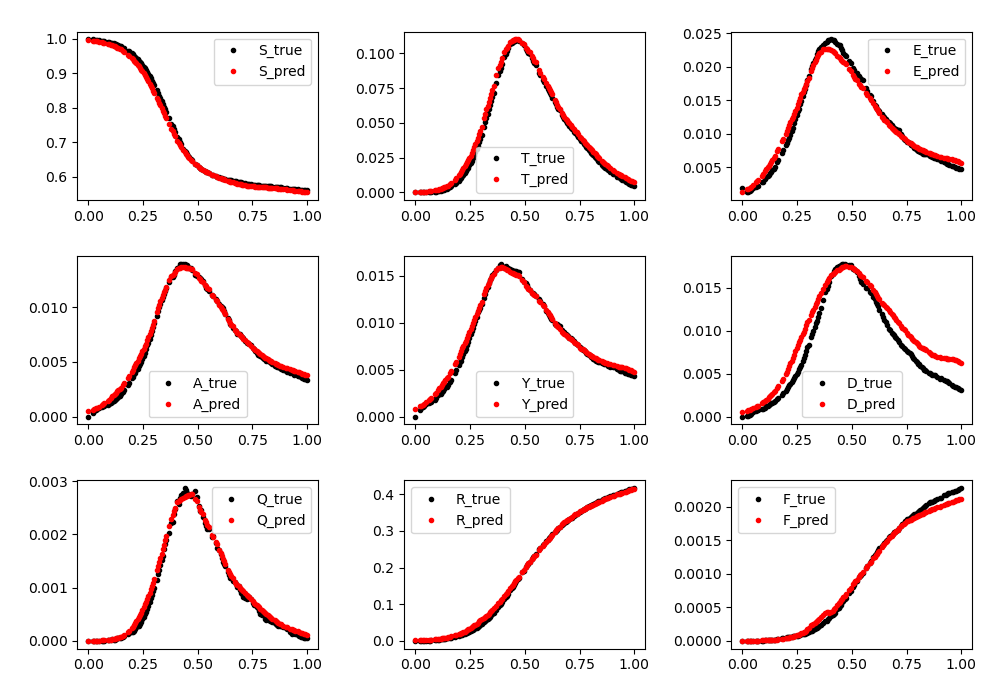 1.0
0.9
0.8
0.7
0.6
S_true
S_pred
0.00 0.25 0.50 0.75 1.00
0.100
0.075
0.050
0.025
0.000
T_true
T_pred
0.00 0.25 0.50 0.75 1.00
0.025
0.020
0.015
0.010
0.005
E_true
E_pred
0.00 0.25 0.50 0.75 1.00
0.010
0.005
0.000
A_true
A_pred
0.00 0.25 0.50 0.75 1.00
0.015
0.010
0.005
0.000
Y_true
Y_pred
0.00 0.25 0.50 0.75 1.00
0.015
0.010
0.005
0.000
D_true
D_pred
0.00 0.25 0.50 0.75 1.00
0.003
0.002
0.001
0.000
Q_true
Q_pred
0.00 0.25 0.50 0.75 1.00
0.4
0.3
0.2
0.1
0.0
R_true
R_pred
0.00 0.25 0.50 0.75 1.00
0.0020
0.0015
0.0010
0.0005
0.0000
F_true
F_pred
0.00 0.25 0.50 0.75 1.00